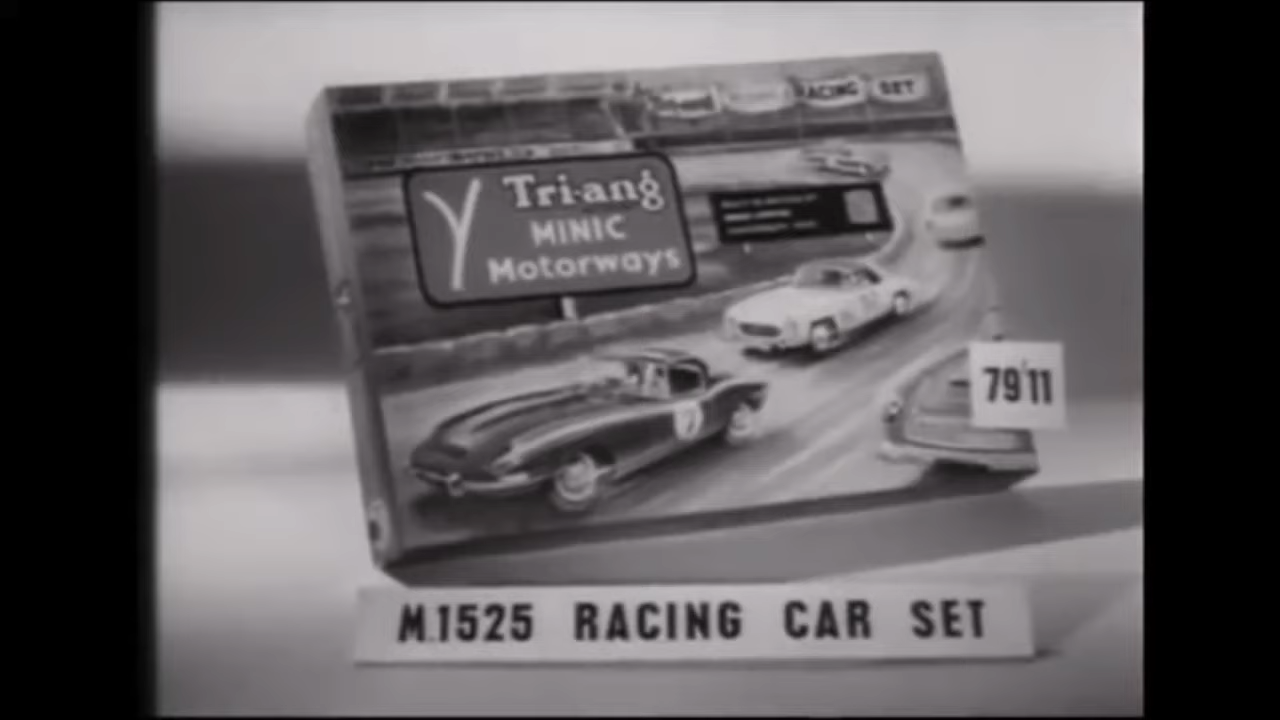 RACING SET
Tri-ang
MINIC
Motorways
79'11
M.1525 RACING CAR SET